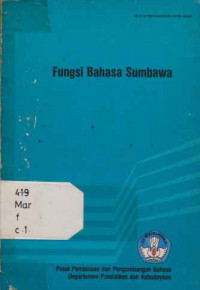 Fungsi Bahasa Sumbawa
419
Mar
f
c.1
Pusat Pembinaan dan Pengembangan Bahasa
Departemen Pendidikan dan Kebudayaan